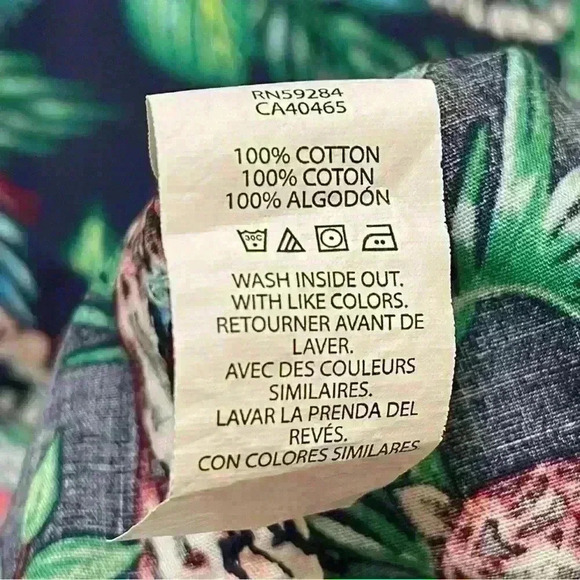 RN59284
CA40465
100% COTTON
100% COTON
100% ALGODÓN
30C
WASH INSIDE OUT.
WITH LIKE COLORS.
RETOURNER AVANT DE
LAVER.
AVEC DES COULEURS
SIMILAIRES.
LAVAR LA PRENDA DEL
REVÉS.
CON COLORES SIMILARES